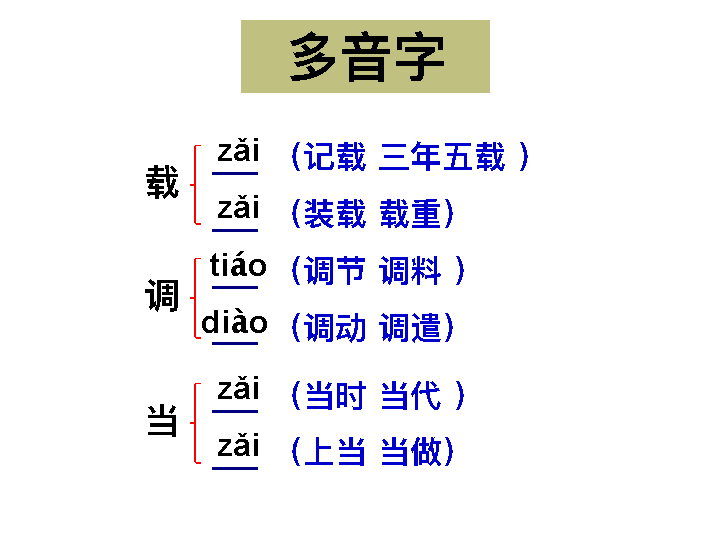 多音字
载 zǎi (记载 三年五载 )
zǎi (装载 载重)
调 tiáo (调节 调料 )
diào (调动 调遣)
当 zǎi (当时 当代 )
zǎi (上当 当做)